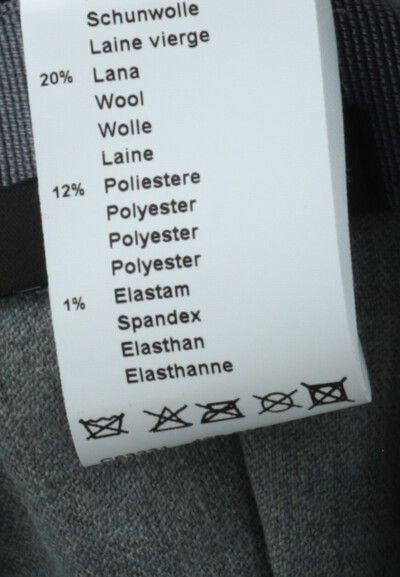 Schunwolle
Laine vierge
20% Lana
Wool
Wolle
Laine
12% Poliestere
Polyester
Polyester
Polyester
1% Elastam
Spandex
Elasthan
Elasthanne